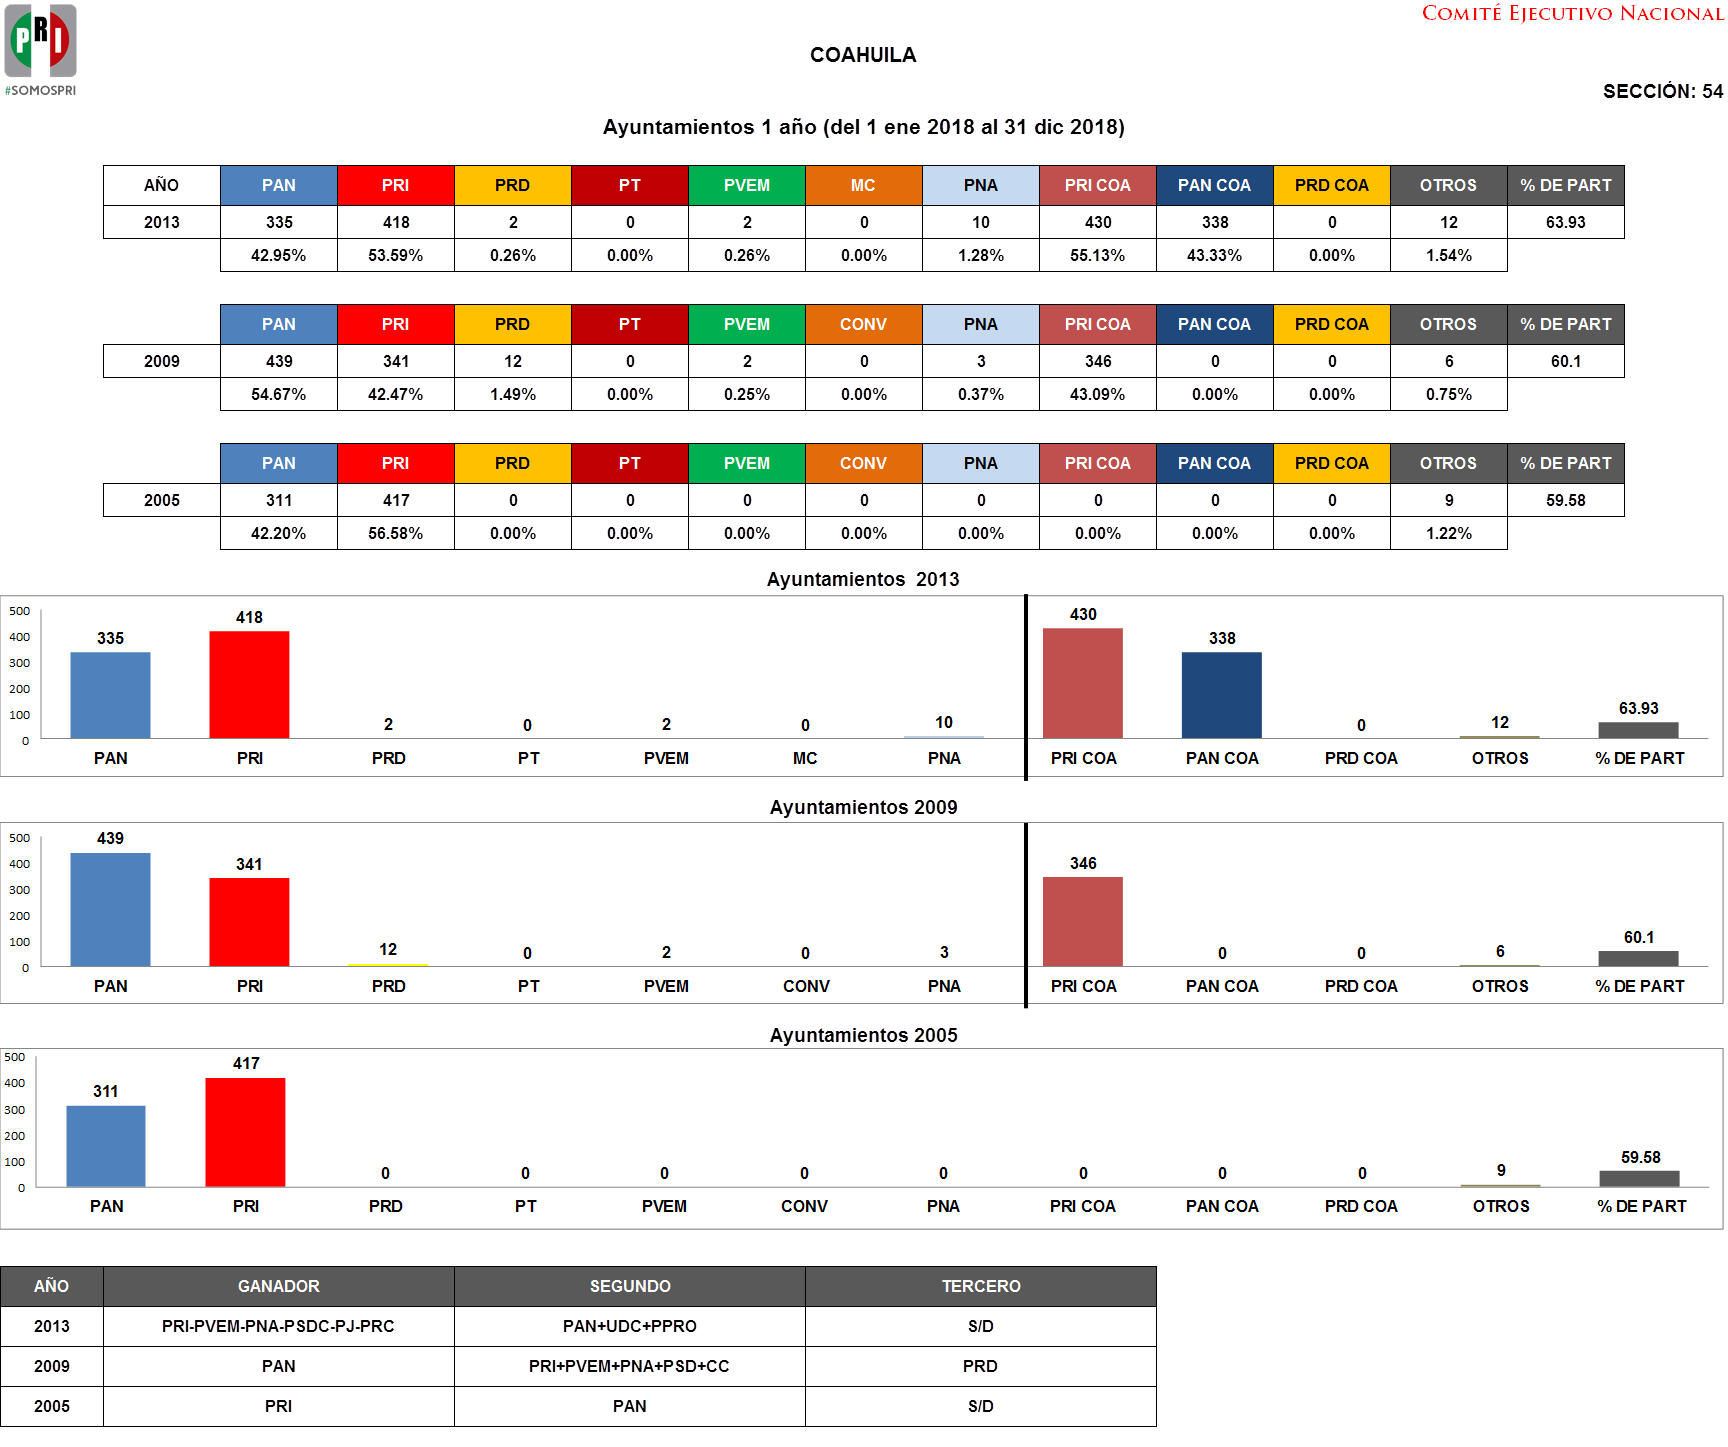 COMITÉ EJECUTIVO NACIONAL
PRI
#SOMOSPRI
COAHUILA
SECCIÓN: 54
Ayuntamientos 1 año (del 1 ene 2018 al 31 dic 2018)
AÑO PAN PRI PRD PT PVEM MC PNA PRI COA PAN COA PRD COA OTROS % DE PART
2013 335 418 2 0 2 0 10 430 338 0 12 63.93
42.95% 53.59% 0.26% 0.00% 0.26% 0.00% 1.28% 55.13% 43.33% 0.00% 1.54%
PAN PRI PRD PT PVEM CONV PNA PRI COA PAN COA PRD COA OTROS % DE PART
2009 439 341 12 0 2 0 3 346 0 0 6 60.1
54.67% 42.47% 1.49% 0.00% 0.25% 0.00% 0.37% 43.09% 0.00% 0.00% 0.75%
PAN PRI PRD PT PVEM CONV PNA PRI COA PAN COA PRD COA OTROS % DE PART
2005 311 417 0 0 0 0 0 0 0 0 9 59.58
42.20% 56.58% 0.00% 0.00% 0.00% 0.00% 0.00% 0.00% 0.00% 0.00% 1.22%
Ayuntamientos 2013
500
400
300
200
100
0
335 418 2 0 2 0 10 430 338 0 12 63.93
PAN PRI PRD PT PVEM MC PNA PRI COA PAN COA PRD COA OTROS % DE PART
Ayuntamientos 2009
500
400
300
200
100
0
439 341 12 0 2 0 3 346 0 0 6 60.1
PAN PRI PRD PT PVEM CONV PNA PRI COA PAN COA PRD COA OTROS % DE PART
Ayuntamientos 2005
500
400
300
200
100
0
311 417 0 0 0 0 0 0 0 0 9 59.58
PAN PRI PRD PT PVEM CONV PNA PRI COA PAN COA PRD COA OTROS % DE PART
AÑO GANADOR SEGUNDO TERCERO
2013 PRI-PVEM-PNA-PSDC-PJ-PRC PAN+UDC+PPRO S/D
2009 PAN PRI+PVEM+PNA+PSD+CC PRD
2005 PRI PAN S/D